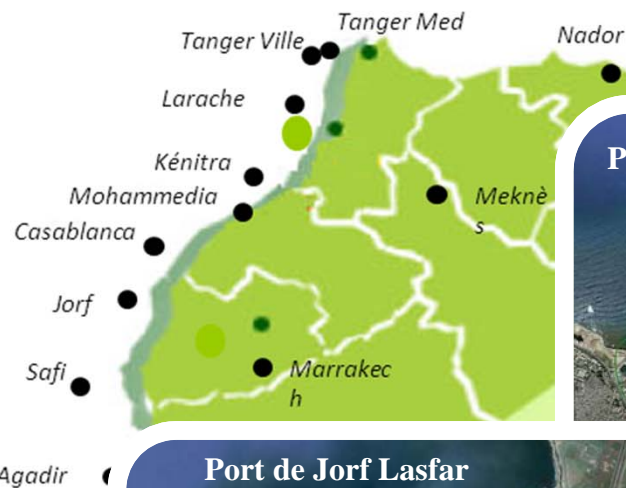 Tanger Med
Tanger Ville
Nador
Larache
Kénitra
Mohammedia
Meknè
s
Casablanca
Jorf
Safi
Marrakec
h
Agadir
P
Port de Jorf Lasfar